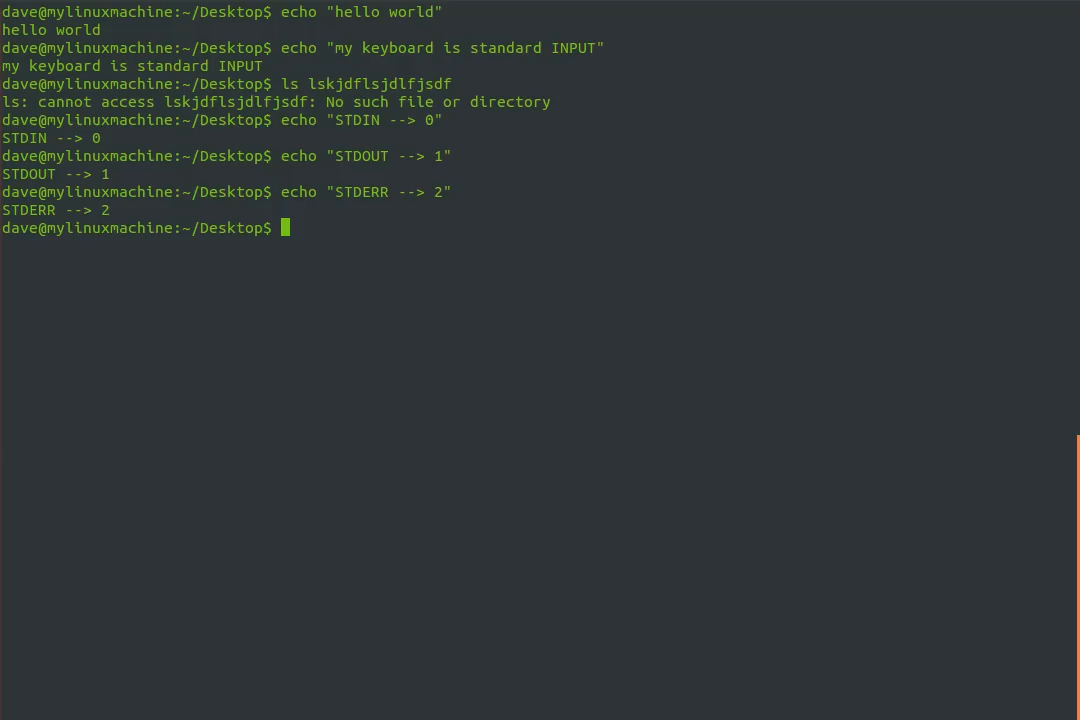 dave@mylinuxmachine:~/Desktop$ echo "hello world"
hello world
dave@mylinuxmachine:~/Desktop$ echo "my keyboard is standard INPUT"
my keyboard is standard INPUT
dave@mylinuxmachine:~/Desktop$ ls lskjdflsjdlfjsdf
ls: cannot access lskjdflsjdlfjsdf: No such file or directory
dave@mylinuxmachine:~/Desktop$ echo "STDIN --> 0"
STDIN --> 0
dave@mylinuxmachine:~/Desktop$ echo "STDOUT --> 1"
STDOUT --> 1
dave@mylinuxmachine:~/Desktop$ echo "STDERR --> 2"
STDERR --> 2
dave@mylinuxmachine:~/Desktop$